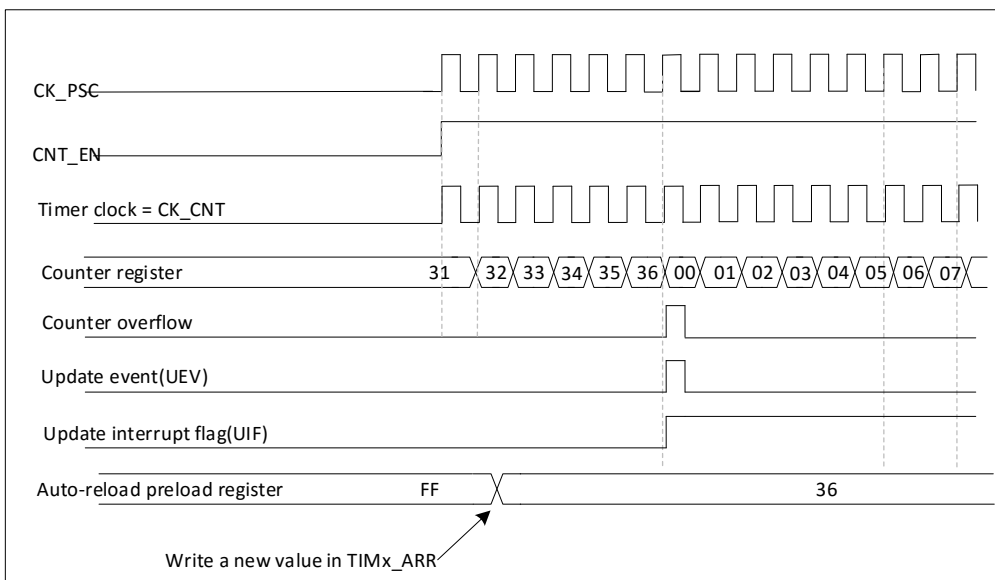 CK_PSC
CNT_EN
Timer clock = CK_CNT
Counter register 31 32 33 34 35 36 00 01 02 03 04 05 06 07
Counter overflow
Update event(UEV)
Update interrupt flag(UIF)
Auto-reload preload register FF 36
Write a new value in TIMx_ARR